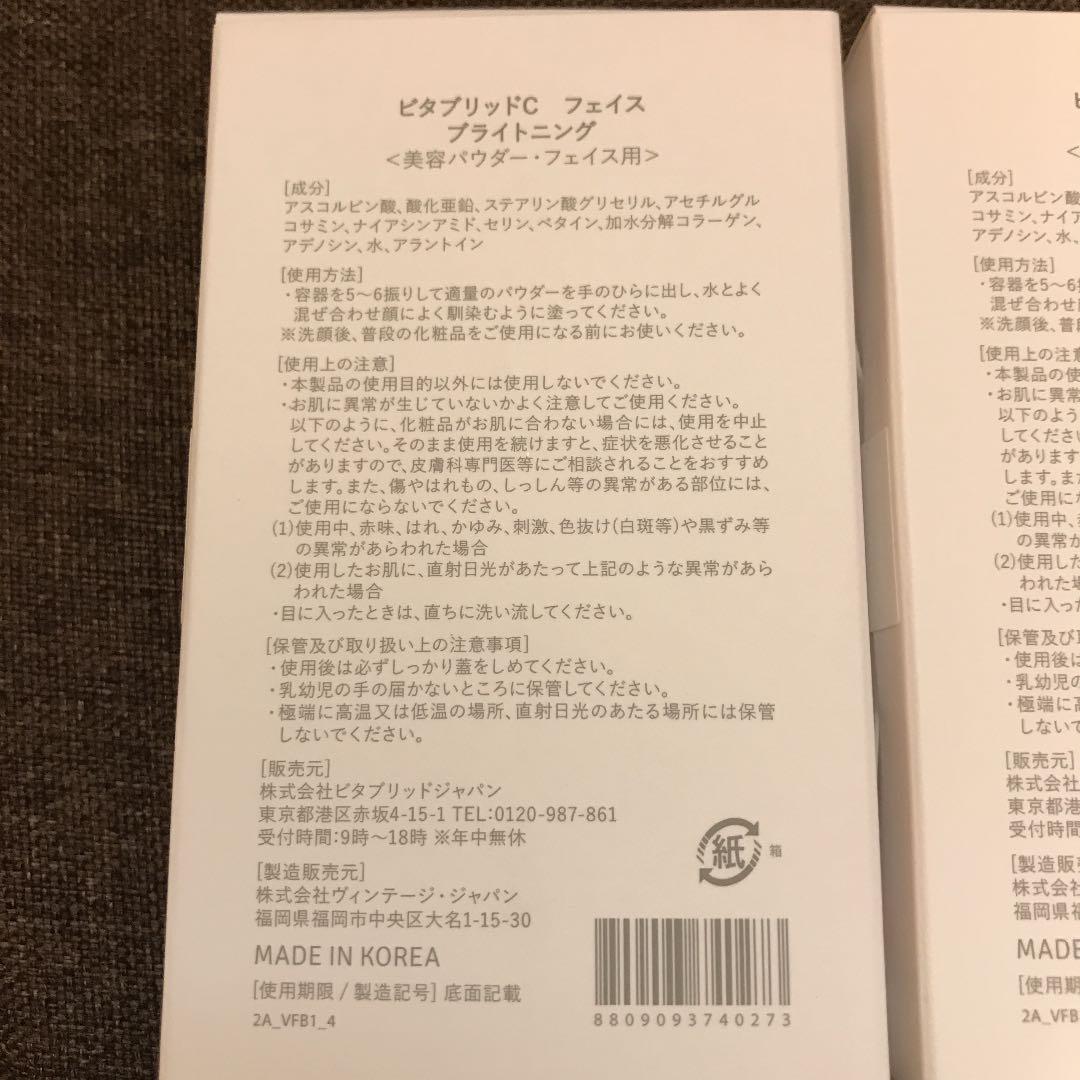 ビタブリッドC　フェイス
ブライトニング
＜美容パウダー・フェイス用＞
[成分]
アスコルビン酸、酸化亜鉛、ステアリン酸グリセリル、アセチルグル
コサミン、ナイアシンアミド、セリン、ベタイン、加水分解コラーゲン、
アデノシン、水、アラントイン
[使用方法]
・容器を5～6振りして適量のパウダーを手のひらに出し、水とよく
混ぜ合わせ顔によく馴染むように塗ってください。
※洗顔後、普段の化粧品をご使用になる前にお使いください。
[使用上の注意]
・本製品の使用目的以外には使用しないでください。
・お肌に異常が生じていないかよく注意してご使用ください。
以下のように、化粧品がお肌に合わない場合には、使用を中止
してください。そのまま使用を続けますと、症状を悪化させること
がありますので、皮膚科専門医等にご相談されることをおすすめ
します。また、傷やはれもの、しっしん等の異常がある部位には、
ご使用にならないでください。
(1)使用中、赤味、はれ、かゆみ、刺激、色抜け(白斑等)や黒ずみ等
の異常があらわれた場合
(2)使用したお肌に、直射日光があたって上記のような異常があら
われた場合
・目に入ったときは、直ちに洗い流してください。
[保管及び取り扱い上の注意事項]
・使用後は必ずしっかり蓋をしめてください。
・乳幼児の手の届かないところに保管してください。
・極端に高温又は低温の場所、直射日光のあたる場所には保管
しないでください。
[販売元]
株式会社ビタブリッドジャパン
東京都港区赤坂4-15-1 TEL:0120-987-861
受付時間:9時～18時 ※年中無休
[製造販売元]
株式会社ヴィンテージ・ジャパン
福岡県福岡市中央区大名1-15-30
MADE IN KOREA
[使用期限 / 製造記号] 底面記載
2A_VFB1_4
紙
箱
8809093740273
[成分]
アスコルビン酸
コサミン、ナイア
アデノシン、水、
[使用方法]
・容器を5～6
混ぜ合わせ
※洗顔後、普
[使用上の注意
・本製品の使
・お肌に異常
以下のよう
してくださ
があります
します。ま
ご使用にな
(1)使用中、
の異常が
(2)使用した
われた場
・目に入った
[保管及び
・使用後は
・乳幼児の
・極端に高
しないで
[販売元]
株式会社
東京都港
受付時間
[製造販
株式会社
福岡県福
MADE
[使用期
2A_VFB